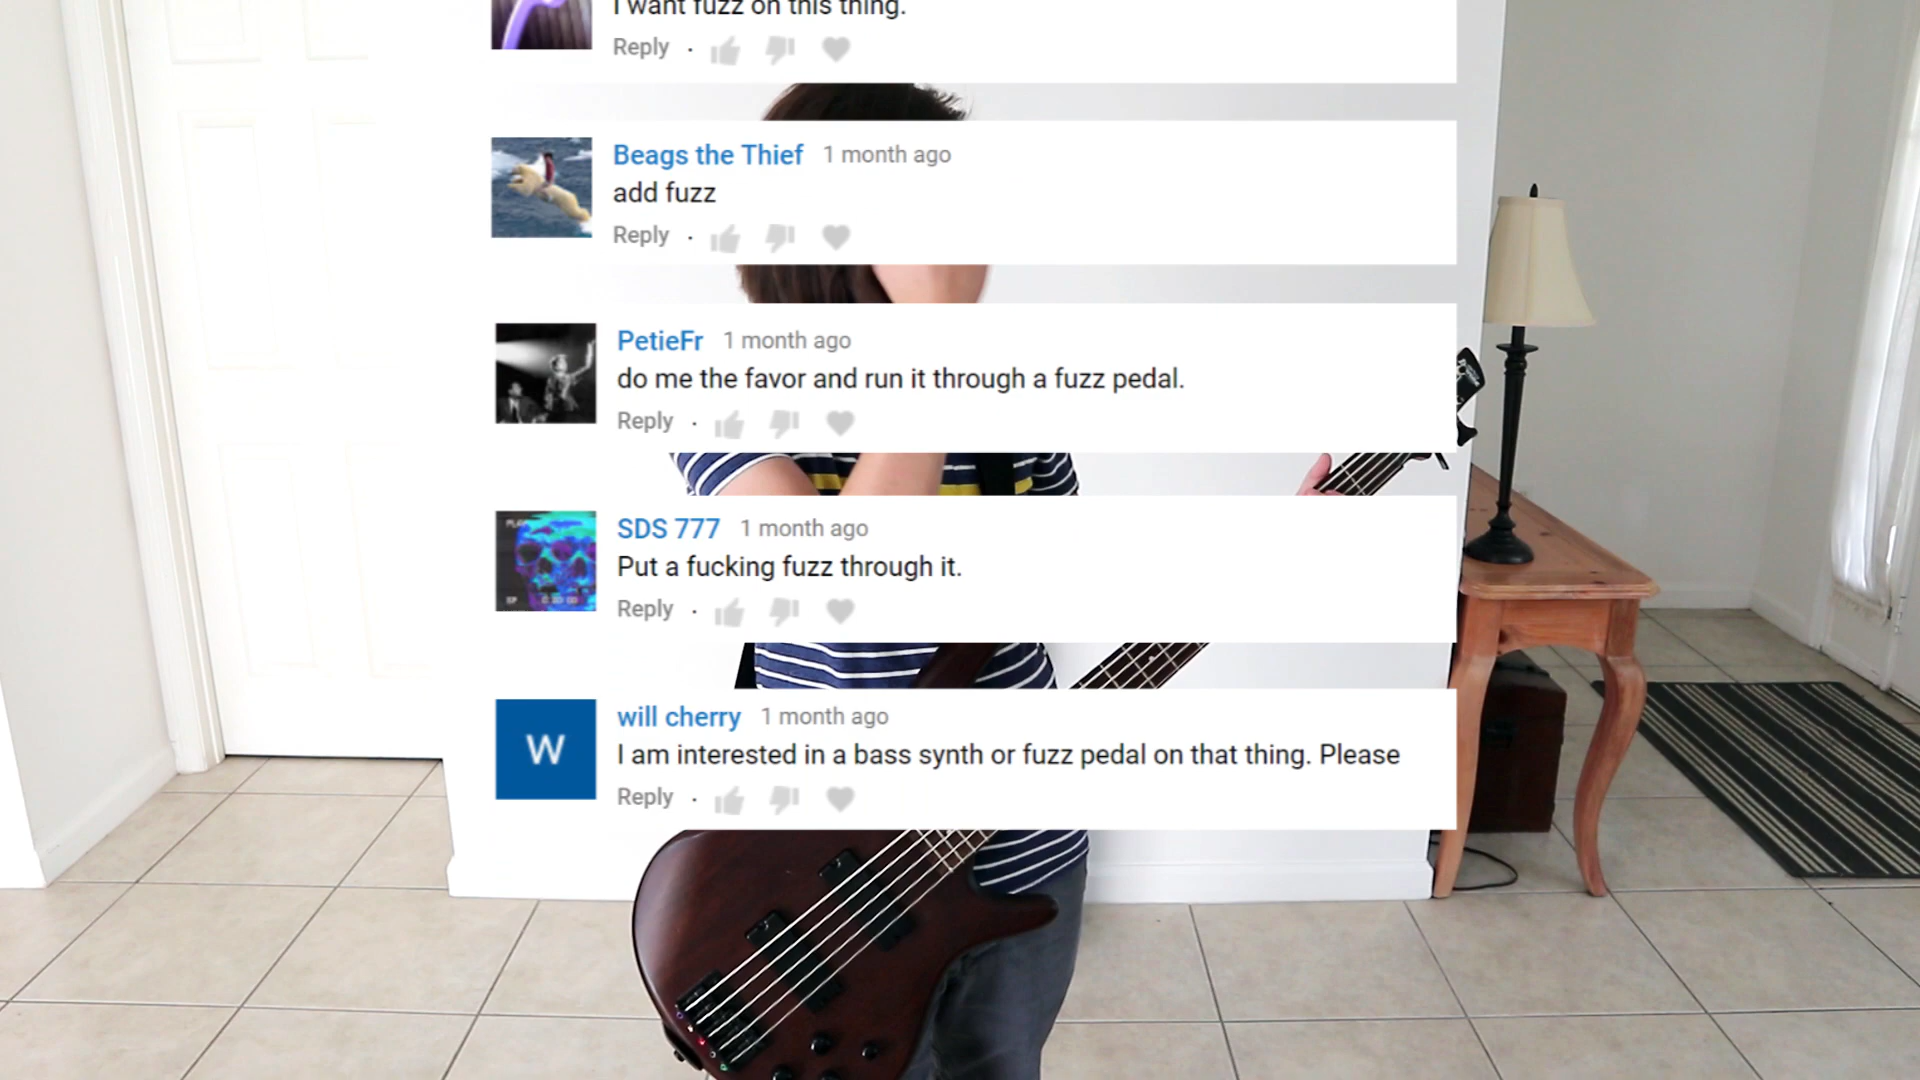 I want fuzz on this thing.
Reply ·
Beags the Thief 1 month ago
add fuzz
Reply ·
PetieFr 1 month ago
do me the favor and run it through a fuzz pedal.
Reply ·
SDS 777 1 month ago
Put a fucking fuzz through it.
Reply ·
W
will cherry 1 month ago
I am interested in a bass synth or fuzz pedal on that thing. Please
Reply ·